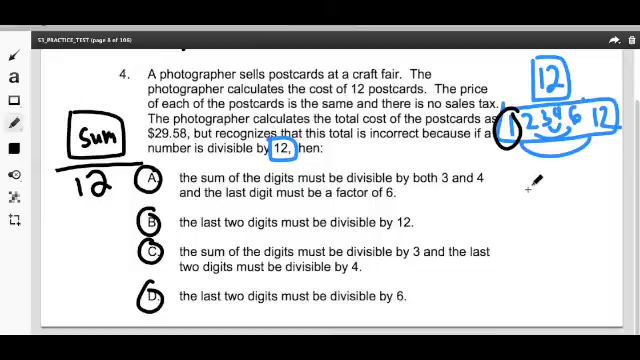 53_PRACTICE_TEST (page 8 of 106)
4. A photographer sells postcards at a craft fair. The
photographer calculates the cost of 12 postcards. The price
of each of the postcards is the same and there is no sales tax.
The photographer calculates the total cost of the postcards as
$29.58, but recognizes that this total is incorrect because if a
number is divisible by 12, then:
A. the sum of the digits must be divisible by both 3 and 4
and the last digit must be a factor of 6.
B. the last two digits must be divisible by 12.
C. the sum of the digits must be divisible by 3 and the last
two digits must be divisible by 4.
D. the last two digits must be divisible by 6.
Sum
12
12
1 2 3 4 6 12
a